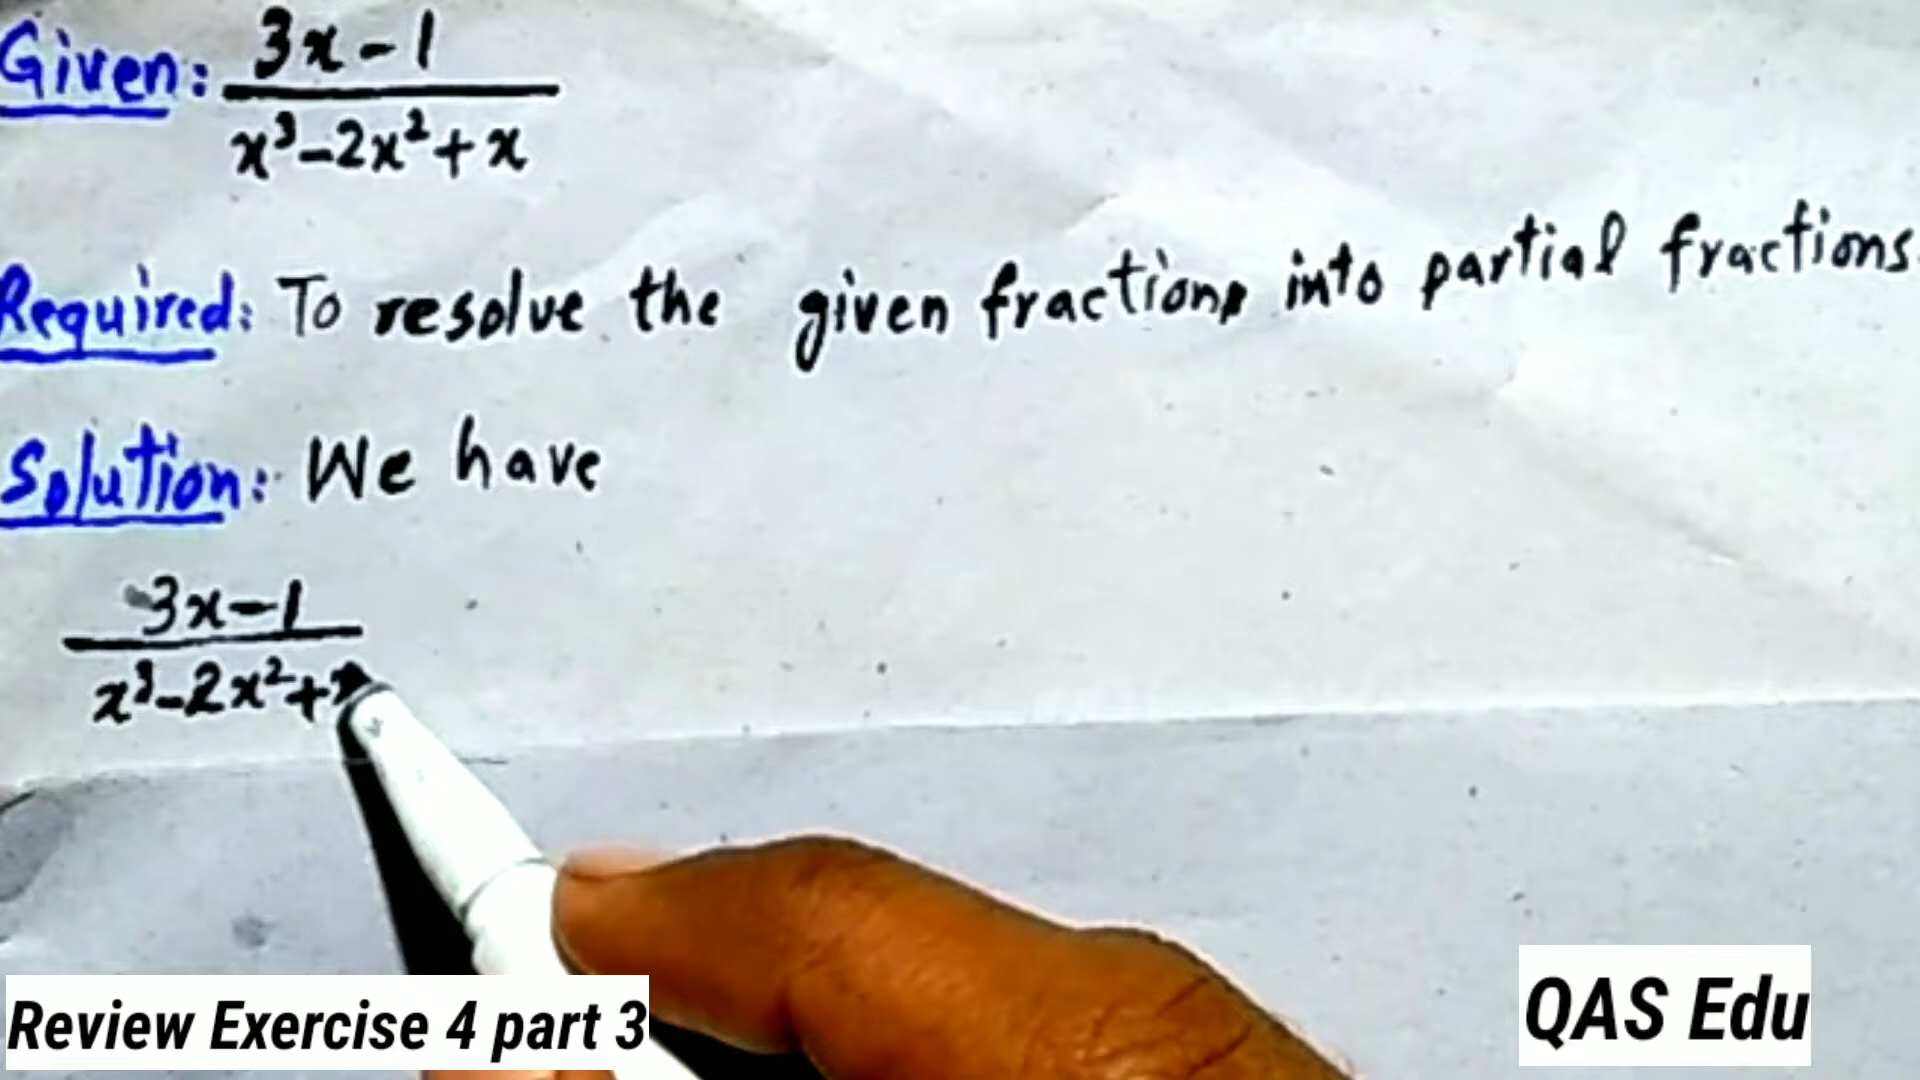 Given: 3x-1
x³-2x²+x
Required: To resolve the given fractions into partial fractions.
Solution: We have
3x-1
x³-2x²+x
Review Exercise 4 part 3
QAS Edu